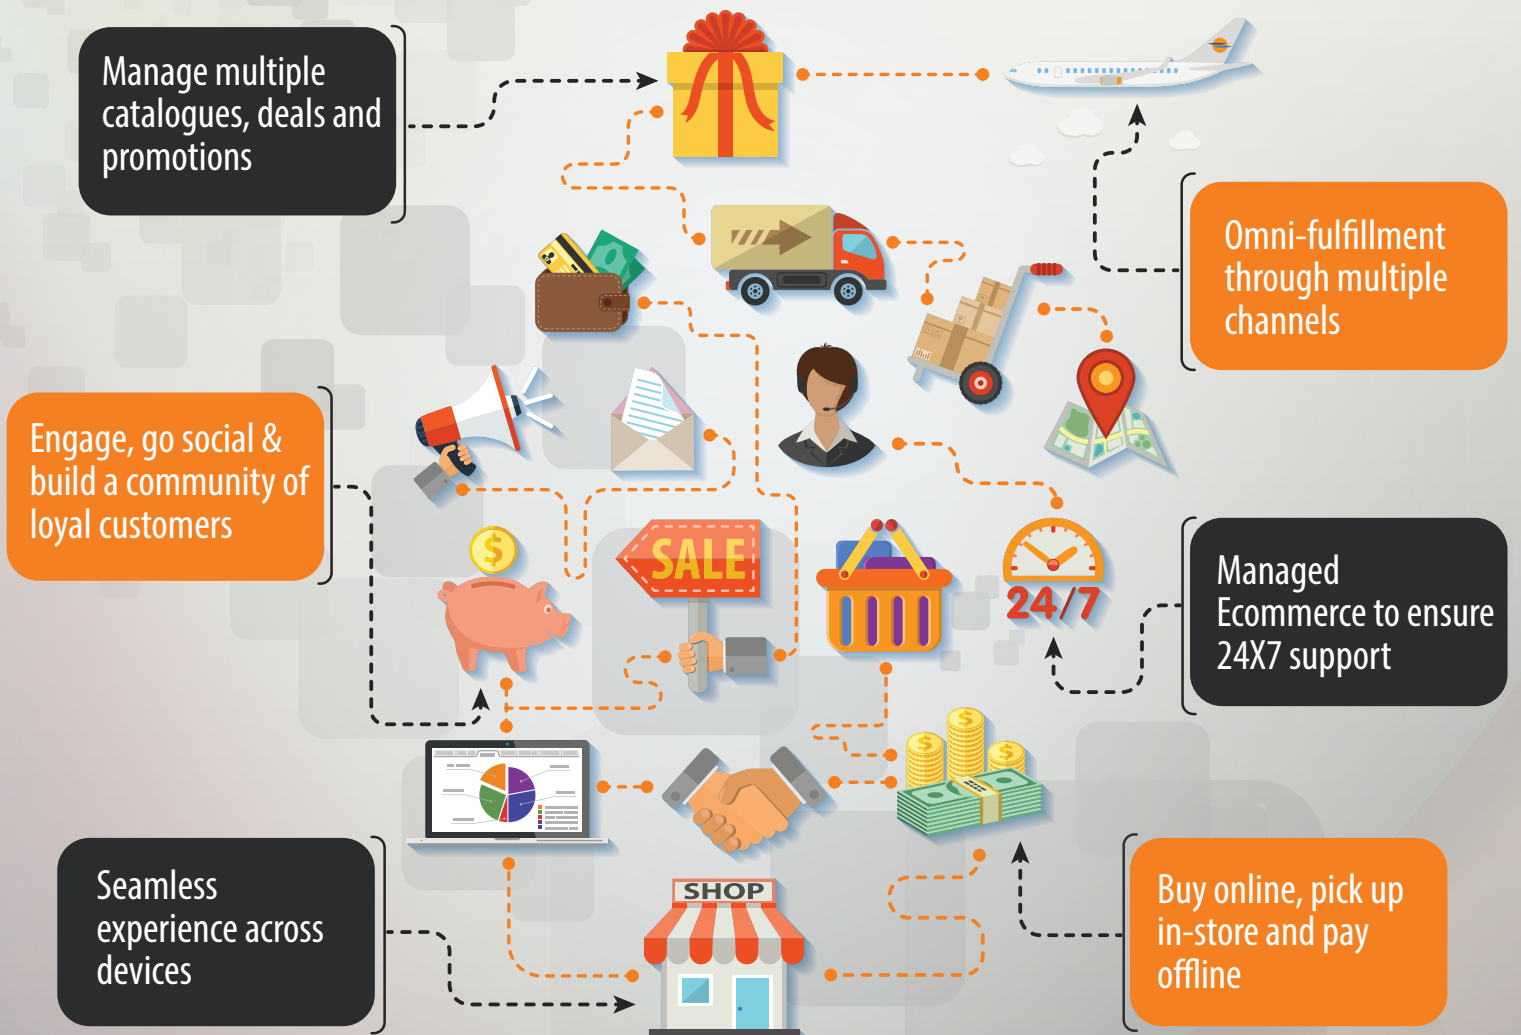 Manage multiple
catalogues, deals and
promotions
Omni-fulfillment
through multiple
channels
Engage, go social &
build a community of
loyal customers
SALE
24/7
Managed
Ecommerce to ensure
24X7 support
Seamless
experience across
devices
SHOP
Buy online, pick up
in-store and pay
offline